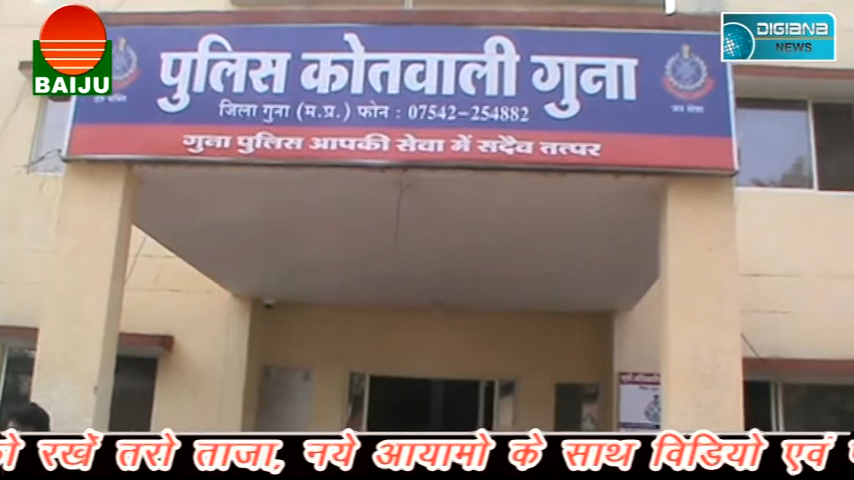 BAIJU
DIGIANA
NEWS
पुलिस कोतवाली गुना
जिला गुना (म.प्र.) फोन : 07542-254882
गुना पुलिस आपकी सेवा में सदैव तत्पर
रखें तरो ताजा, नये आयामो के साथ विडियो एवं